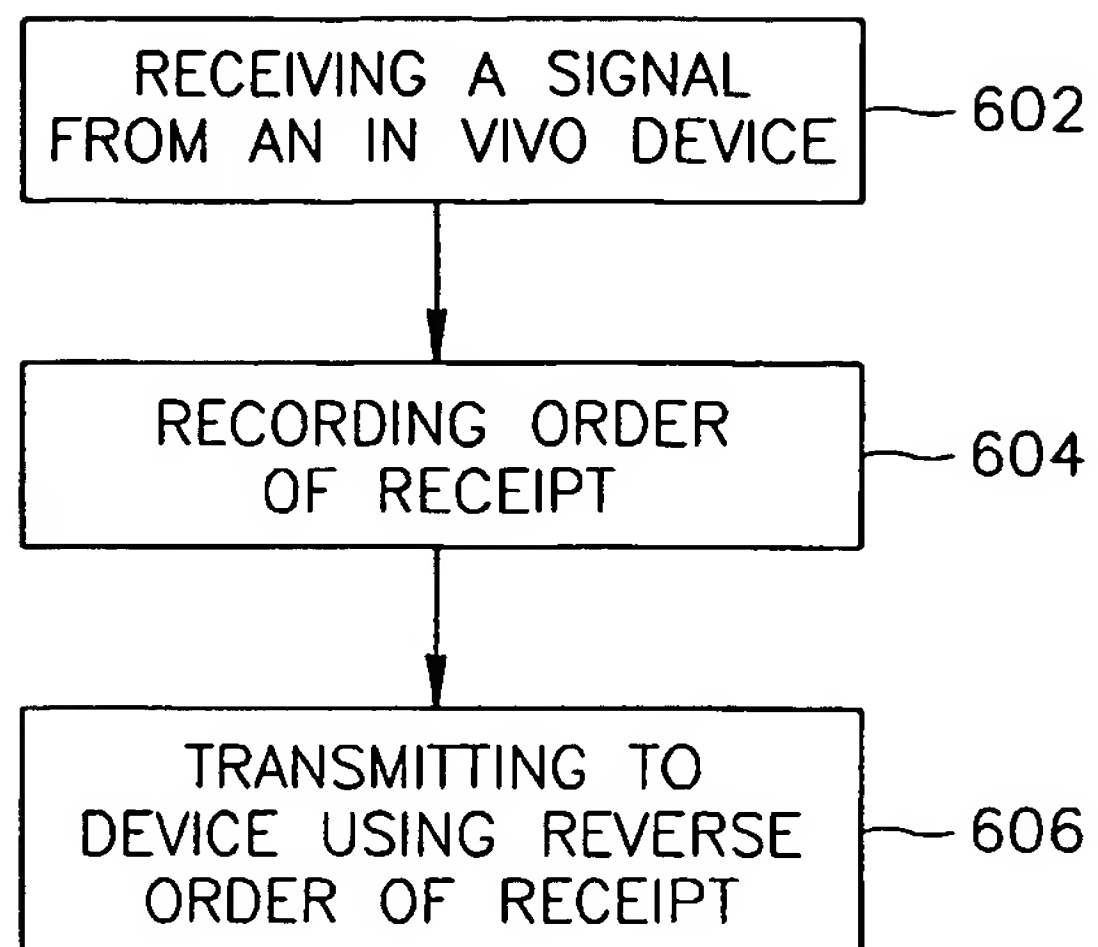 RECEIVING A SIGNAL
FROM AN IN VIVO DEVICE
602
RECORDING ORDER
OF RECEIPT
604
TRANSMITTING TO
DEVICE USING REVERSE
ORDER OF RECEIPT
606